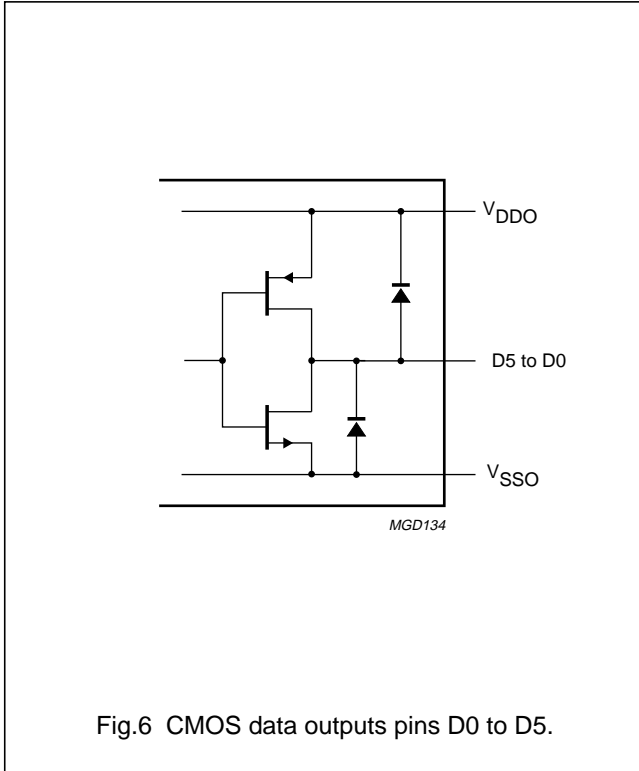 VDDO
D5 to D0
VSSO
MGD134
Fig.6 CMOS data outputs pins D0 to D5.